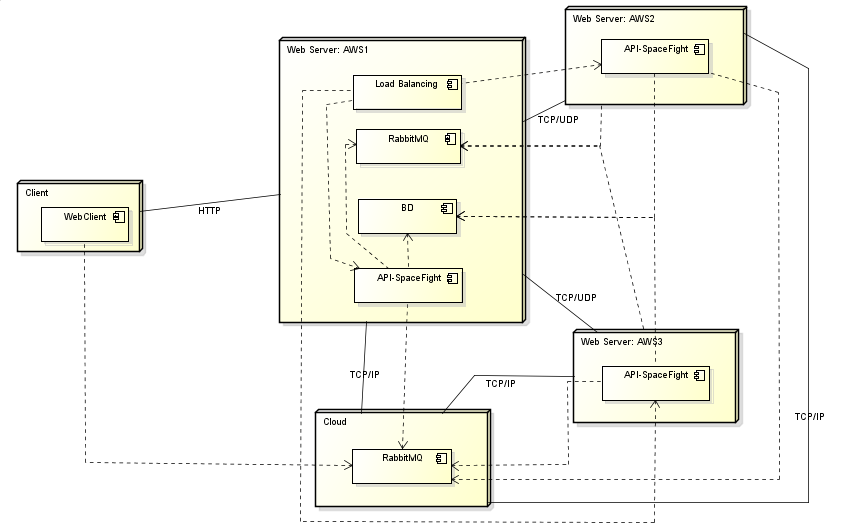 Web Server: AWS2
API-SpaceFight
Web Server: AWS1
Load Balancing
TCP/UDP
RabbitMQ
Client
WebClient
HTTP
BD
API-SpaceFight
TCP/UDP
Web Server: AWS3
API-SpaceFight
TCP/IP
TCP/IP
TCP/IP
Cloud
RabbitMQ